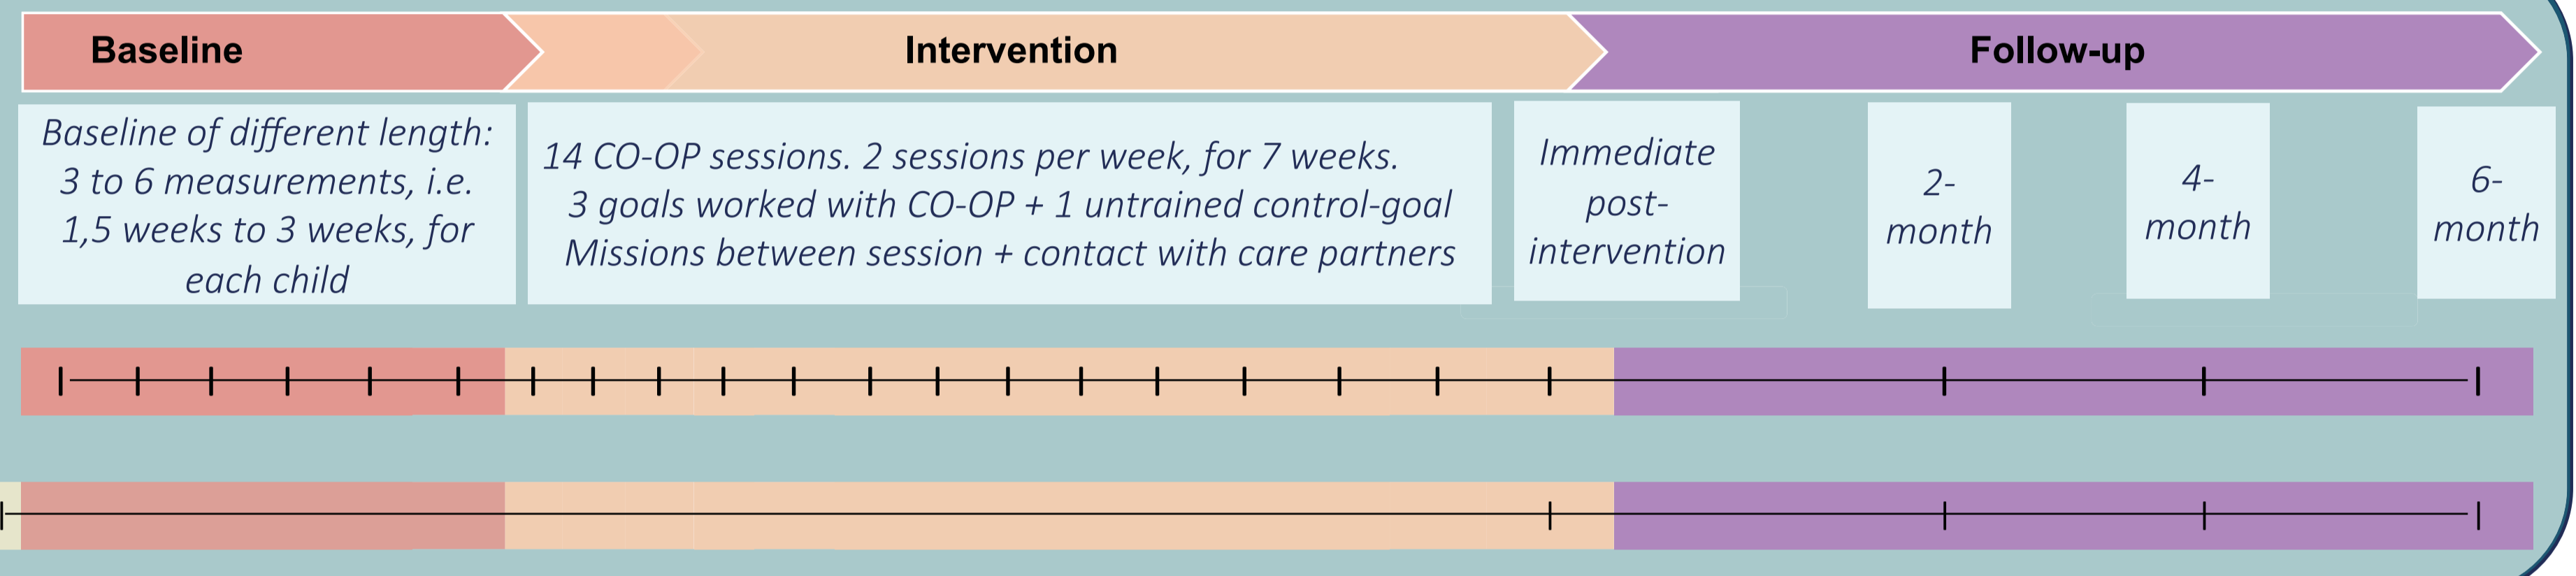 Baseline
Intervention
Follow-up
Baseline of different length:
3 to 6 measurements, i.e.
1,5 weeks to 3 weeks, for
each child
14 CO-OP sessions. 2 sessions per week, for 7 weeks.
3 goals worked with CO-OP + 1 untrained control-goal
Missions between session + contact with care partners
Immediate
post-
intervention
2-
month
4-
month
6-
month